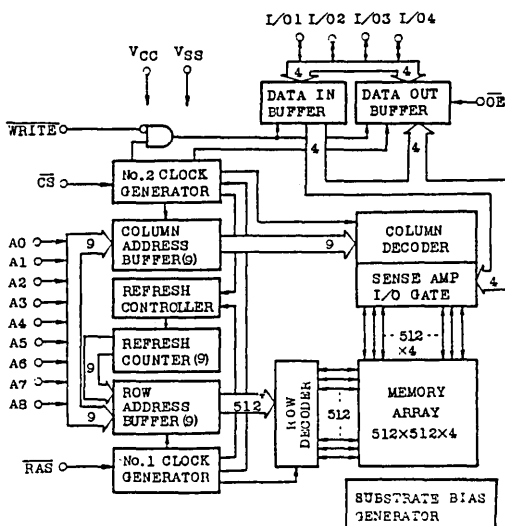 I/O1 I/O2 I/O3 I/O4
VCC VSS
4 4
DATA IN
BUFFER
DATA OUT
BUFFER
OE
WRITE
4 4
CS
No.2 CLOCK
GENERATOR
A0
A1
A2
A3
A4
A5
A6
A7
A8
9
COLUMN
ADDRESS
BUFFER(9)
9
COLUMN
DECODER
REFRESH
CONTROLLER
SENSE AMP
I/O GATE
4
REFRESH
COUNTER(9)
512
×4
9
9
ROW
ADDRESS
BUFFER(9)
512
ROW
DECODER
512
MEMORY
ARRAY
512×512×4
RAS
No.1 CLOCK
GENERATOR
SUBSTRATE BIAS
GENERATOR